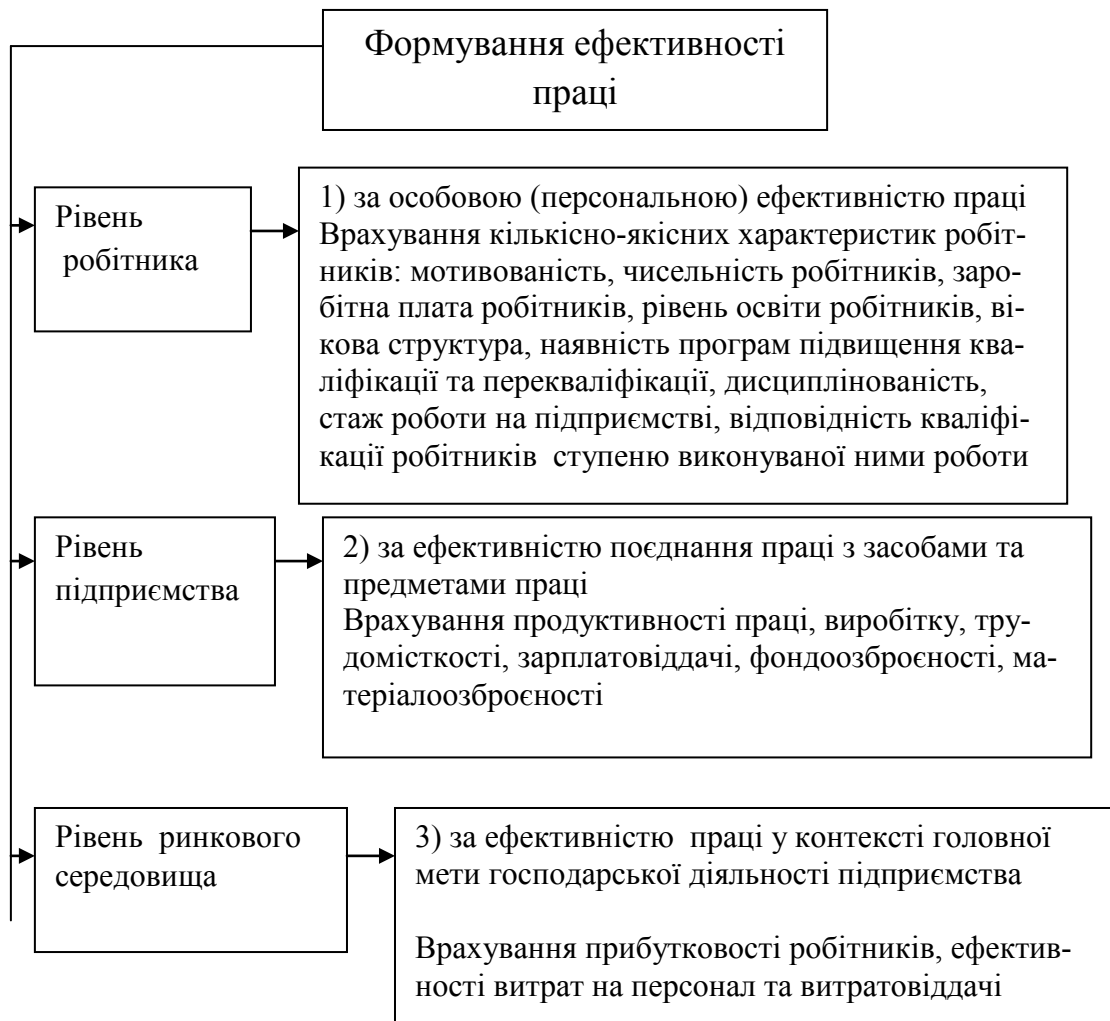 Формування ефективності
праці
Рівень
робітника
1) за особовою (персональною) ефективністю праці
Врахування кількісно-якісних характеристик робіт-
ників: мотивованість, чисельність робітників, заро-
бітна плата робітників, рівень освіти робітників, ві-
кова структура, наявність програм підвищення ква-
ліфікації та перекваліфікації, дисциплінованість,
стаж роботи на підприємстві, відповідність кваліфі-
кації робітників ступеню виконуваної ними роботи
Рівень
підприємства
2) за ефективністю поєднання праці з засобами та
предметами праці
Врахування продуктивності праці, виробітку, тру-
домісткості, зарплатовіддачі, фондоозброєності, ма-
теріалоозброєності
Рівень ринкового
середовища
3) за ефективністю праці у контексті головної
мети господарської діяльності підприємства
Врахування прибутковості робітників, ефектив-
ності витрат на персонал та витратовіддачі